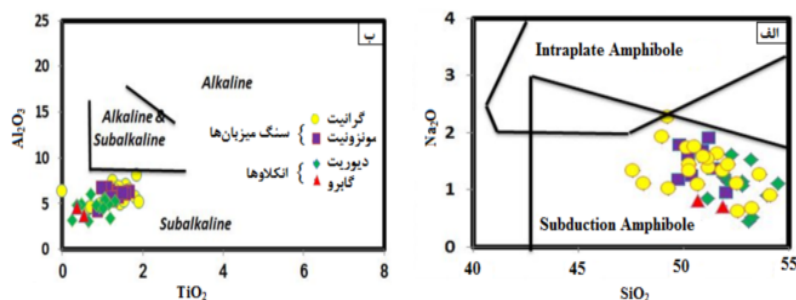 ب
25
20
15
10
5
0
Al₂O₃
Alkaline
Alkaline &
Subalkaline
Subalkaline
گرانیت
مونزونیت
سنگ میزبان‌ها
دیوریت
گابرو
انکلاوها
0 2 4 6 8
TiO₂
الف
4
3
2
1
0
Na₂O
Intraplate Amphibole
Subduction Amphibole
40 45 50 55
SiO₂